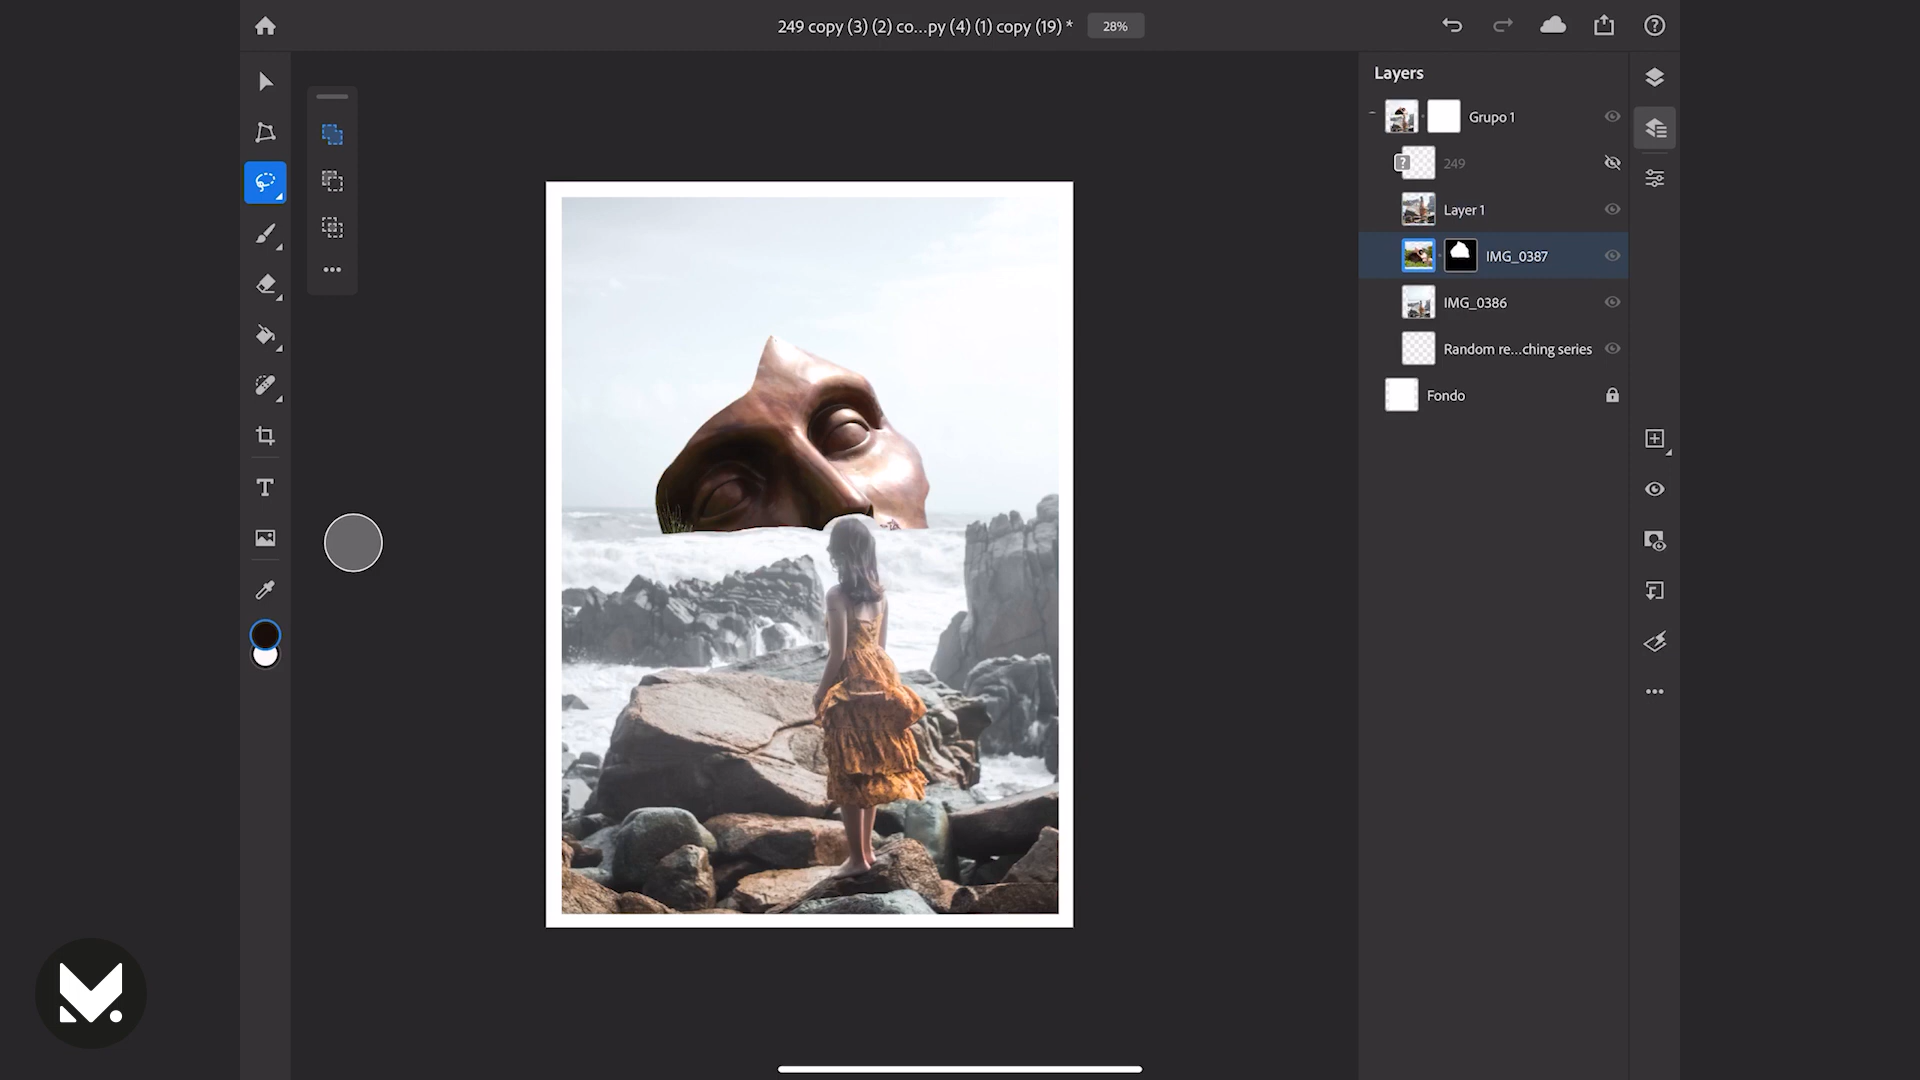 249 copy (3) (2) co...py (4) (1) copy (19) *
28%
Layers
Grupo 1
249
Layer 1
IMG_0387
IMG_0386
Random re...ching series
Fondo